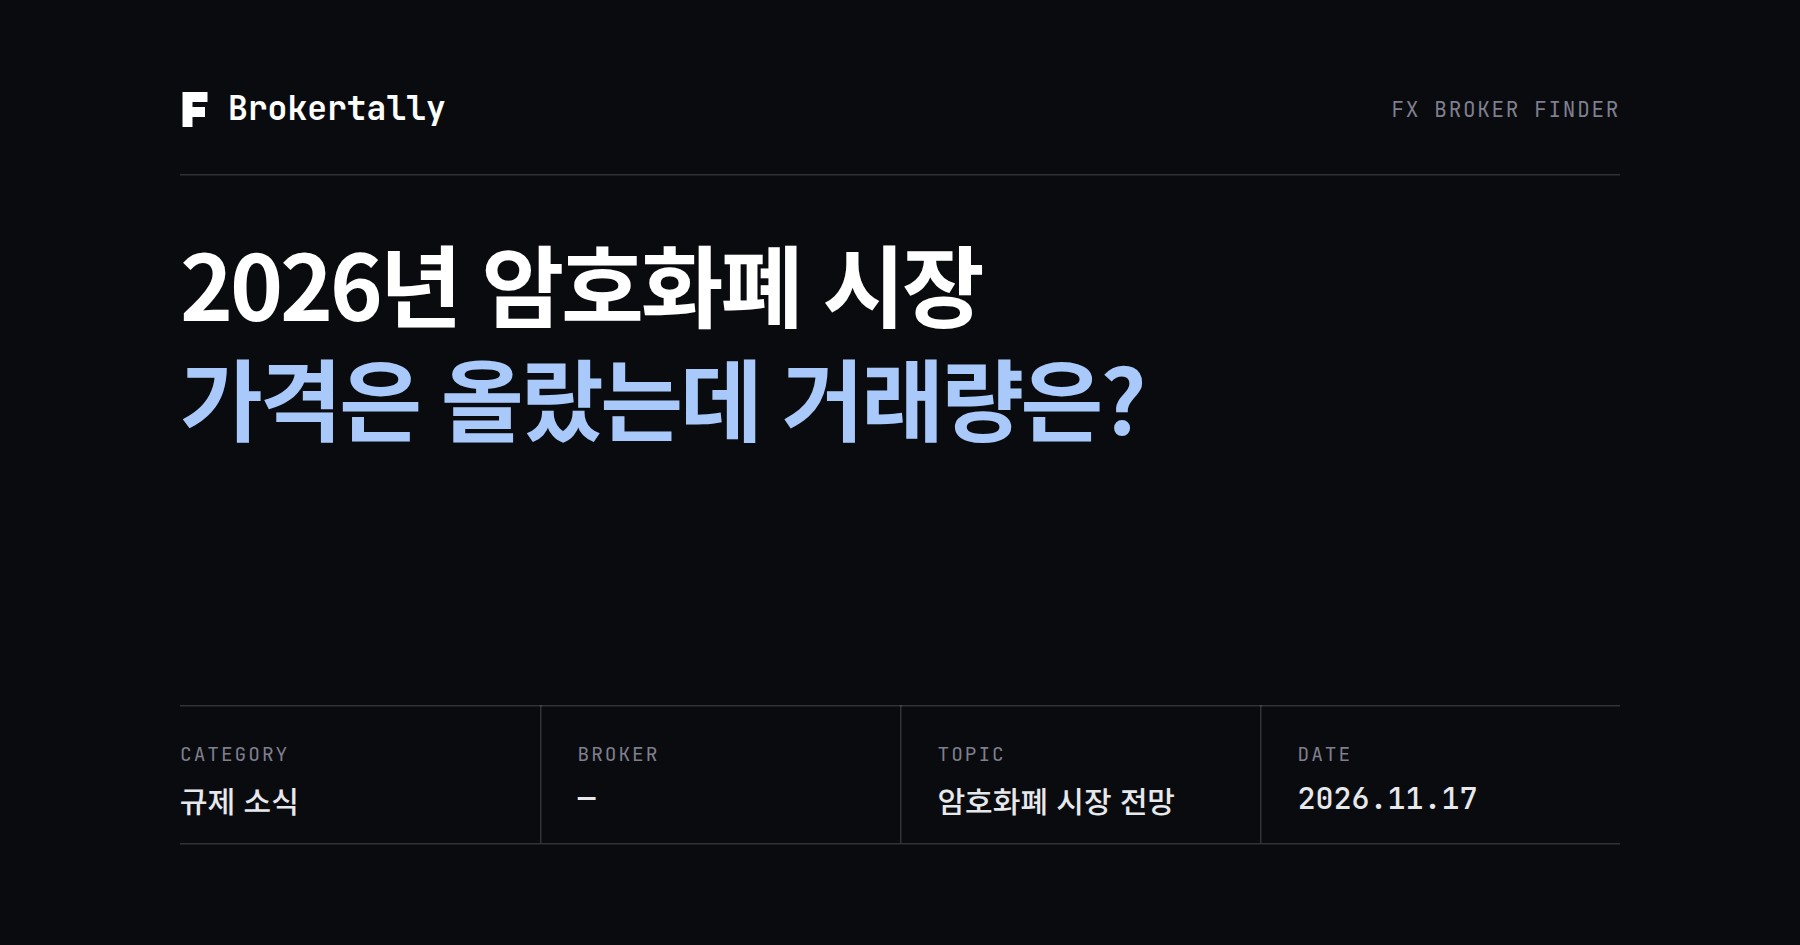 Brokertally
FX BROKER FINDER
2026년 암호화폐 시장
가격은 올랐는데 거래량은?
CATEGORY
규제 소식
BROKER
—
TOPIC
암호화폐 시장 전망
DATE
2026.11.17